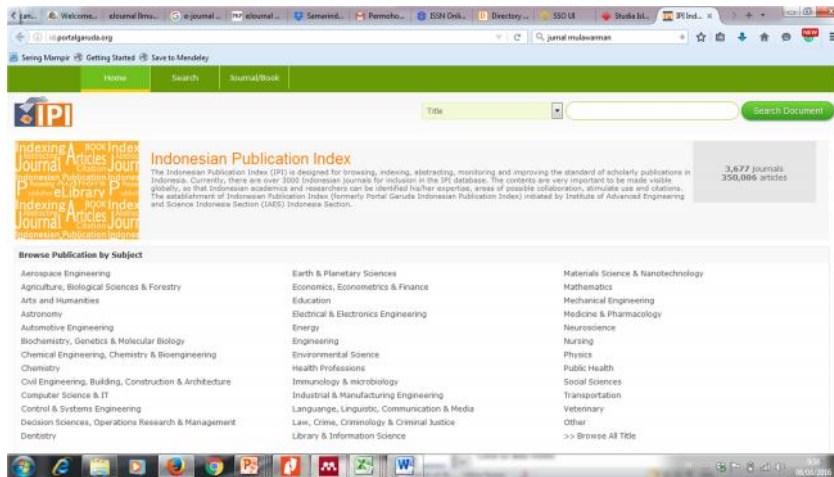 Welcome...
e-journal ...
Samarind...
Permoho...
ISSN Onli...
Directory ...
SSO UI
Studia Isl...
IPI Ind...
id.portalgaruda.org
jurnal mulawarman
Sering Mampir Getting Started Save to Mendeley
Home Search Journal/Book
IPI
Title
Search Document
Indonesian Publication Index
The Indonesian Publication Index (IPI) is designed for browsing, indexing, abstracting, monitoring and improving the standard of scholarly publications in
Indonesia. Currently, there are over 3000 Indonesian journals for inclusion in the IPI database. The contents are very important to be made visible
globally, so that Indonesian academics and researchers can be identified his/her expertise, areas of possible collaboration, stimulate use and citations.
The establishment of Indonesian Publication Index (formerly Portal Garuda Indonesian Publication Index) initiated by Institute of Advanced Engineering
and Science Indonesia Section (IAES) Indonesia Section.
3,677 journals
350,006 articles
Browse Publication by Subject
Aerospace Engineering
Agriculture, Biological Sciences & Forestry
Arts and Humanities
Astronomy
Automotive Engineering
Biochemistry, Genetics & Molecular Biology
Chemical Engineering, Chemistry & Bioengineering
Chemistry
Civil Engineering, Building, Construction & Architecture
Computer Science & IT
Control & Systems Engineering
Decision Sciences, Operations Research & Management
Dentistry
Earth & Planetary Sciences
Economics, Econometrics & Finance
Education
Electrical & Electronics Engineering
Energy
Engineering
Environmental Science
Health Professions
Immunology & microbiology
Industrial & Manufacturing Engineering
Languange, Linguistic, Communication & Media
Law, Crime, Criminology & Criminal Justice
Library & Information Science
Materials Science & Nanotechnology
Mathematics
Mechanical Engineering
Medicine & Pharmacology
Neuroscience
Nursing
Physics
Public Health
Social Sciences
Transportation
Veterinary
Other
>> Browse All Title